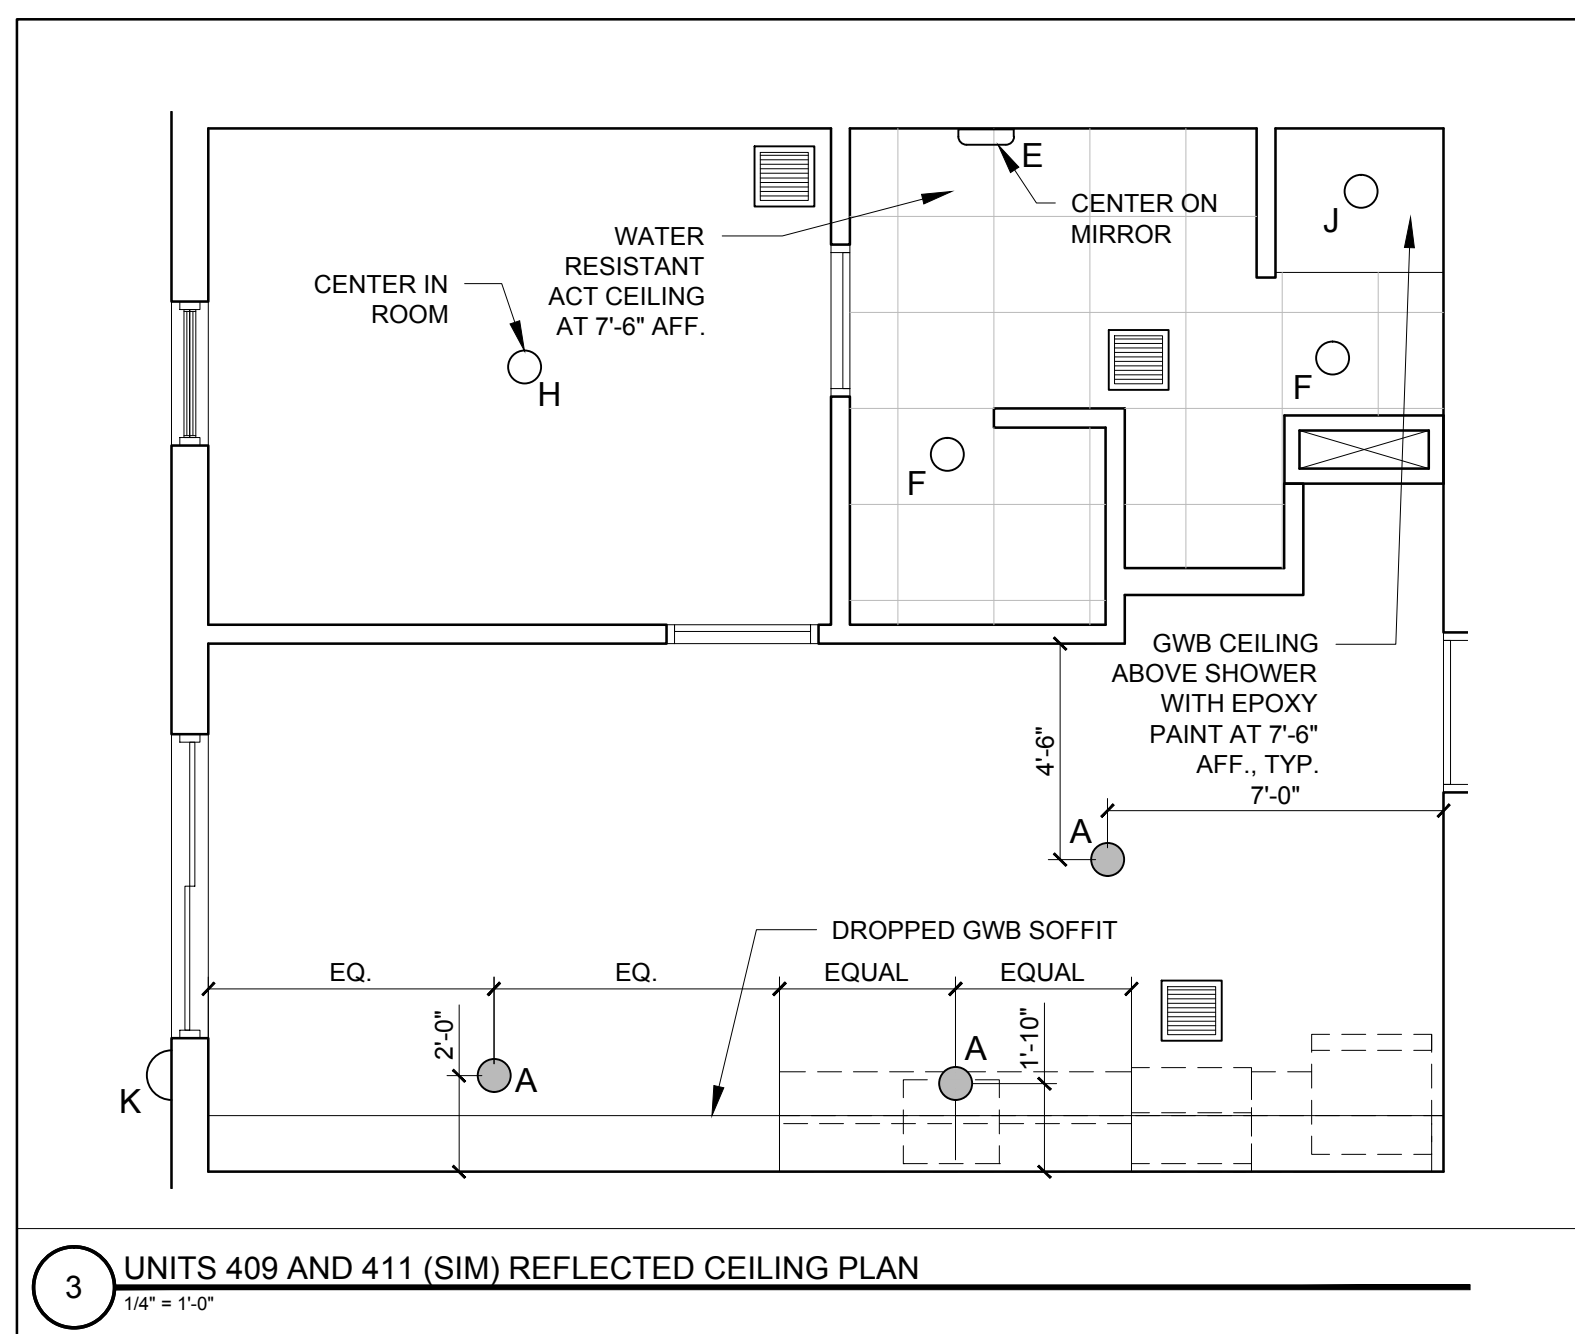 E
CENTER ON
MIRROR
J
WATER
RESISTANT
ACT CEILING
AT 7'-6" AFF.
CENTER IN
ROOM
H
F
F
GWB CEILING
ABOVE SHOWER
WITH EPOXY
PAINT AT 7'-6"
AFF., TYP.
7'-0"
4'-6"
A
DROPPED GWB SOFFIT
EQ.
EQ.
EQUAL
EQUAL
2'-0"
A
A
1'-10"
K
3
UNITS 409 AND 411 (SIM) REFLECTED CEILING PLAN
1/4" = 1'-0"